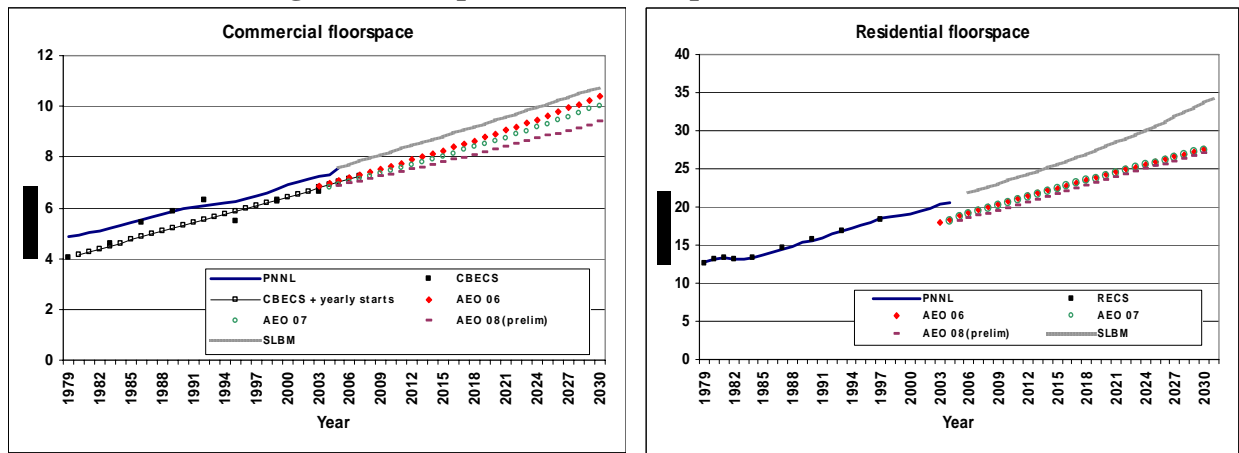 Commercial floorspace
12
10
8
6
4
2
0
PNNL CBECS
CBECS + yearly starts AEO 06
AEO 07 AEO 08(prelim)
SLBM
1979 1982 1985 1988 1991 1994 1997 2000 2003 2006 2009 2012 2015 2018 2021 2024 2027 2030
Year
Residential floorspace
40
35
30
25
20
15
10
5
0
PNNL RECS
AEO 06 AEO 07
AEO 08(prelim) SLBM
1979 1982 1985 1988 1991 1994 1997 2000 2003 2006 2009 2012 2015 2018 2021 2024 2027 2030
Year